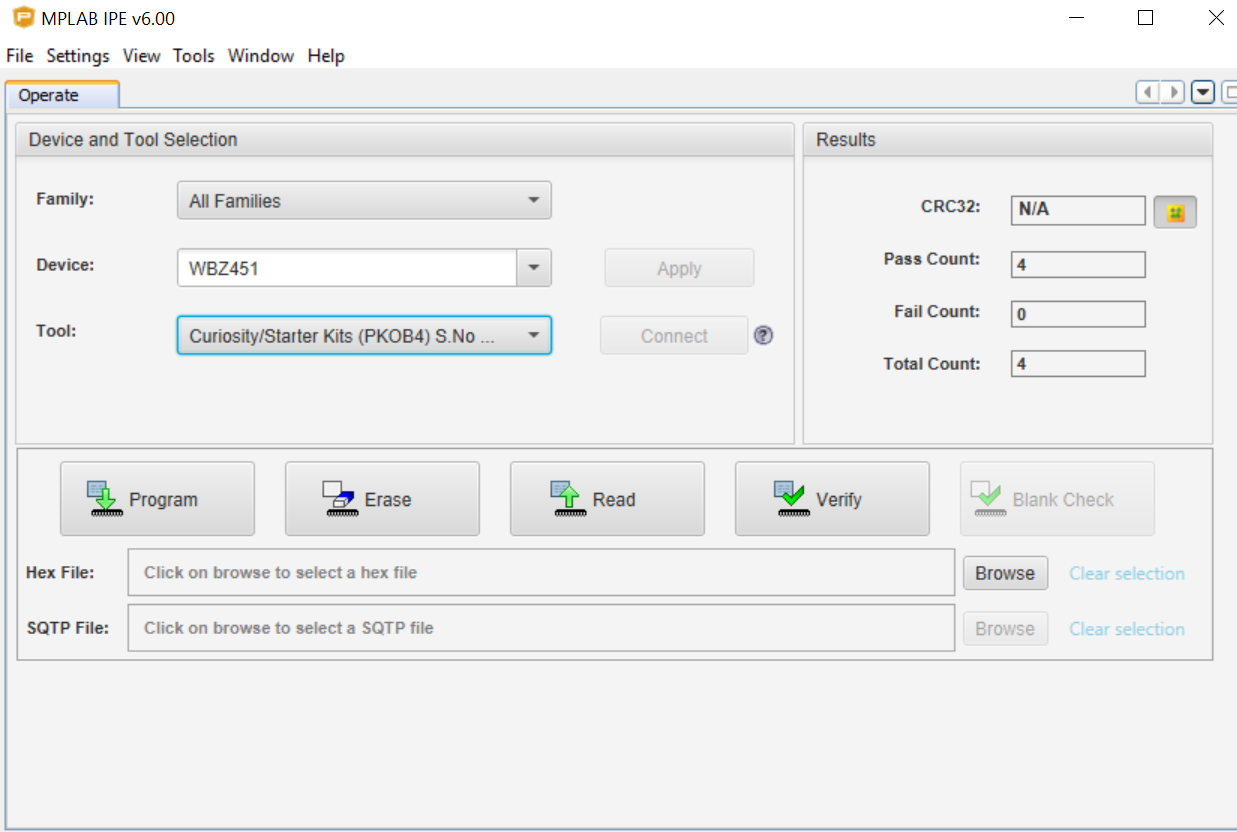 MPLAB IPE v6.00
File Settings View Tools Window Help
Operate
Device and Tool Selection
Family:
All Families
Device:
WBZ451
Apply
Tool:
Curiosity/Starter Kits (PKOB4) S.No ...
Connect
?
Results
CRC32:
N/A
Pass Count:
4
Fail Count:
0
Total Count:
4
Program
Erase
Read
Verify
Blank Check
Hex File:
Click on browse to select a hex file
Browse
Clear selection
SQTP File:
Click on browse to select a SQTP file
Browse
Clear selection